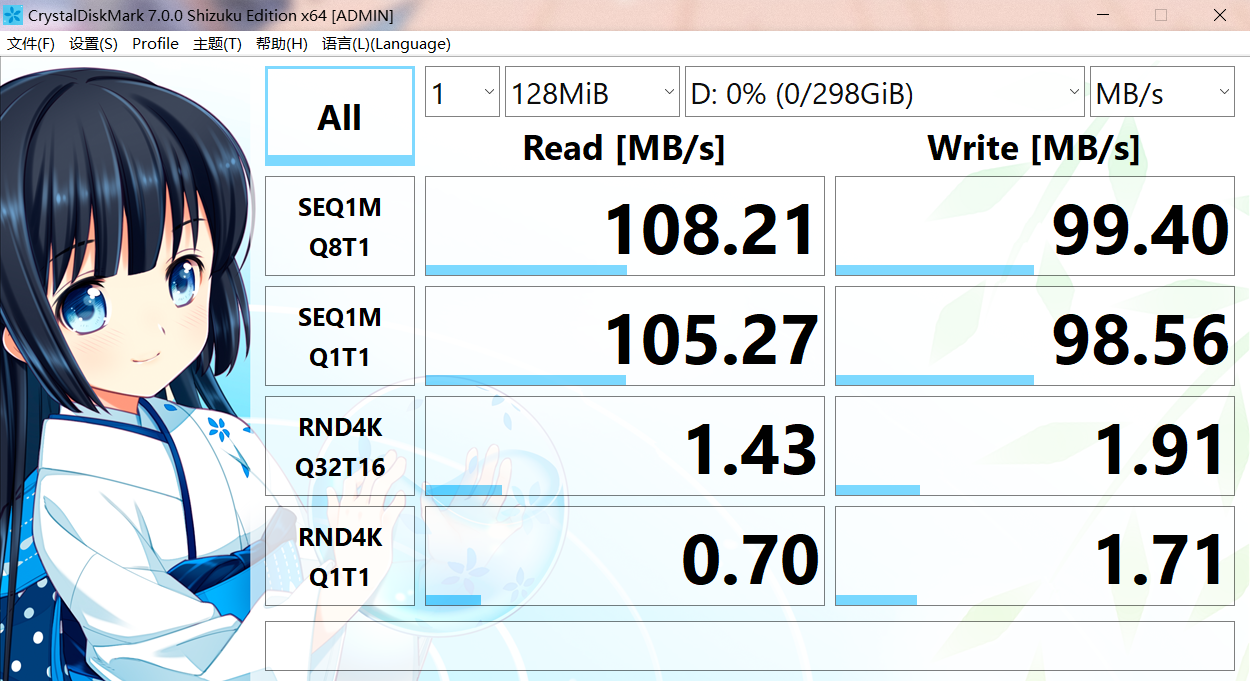 CrystalDiskMark 7.0.0 Shizuku Edition x64 [ADMIN]
文件(F) 设置(S) Profile 主题(T) 帮助(H) 语言(L)(Language)
All 1 128MiB D: 0% (0/298GiB) MB/s
Read [MB/s] Write [MB/s]
SEQ1M
Q8T1
108.21 99.40
SEQ1M
Q1T1
105.27 98.56
RND4K
Q32T16
1.43 1.91
RND4K
Q1T1
0.70 1.71